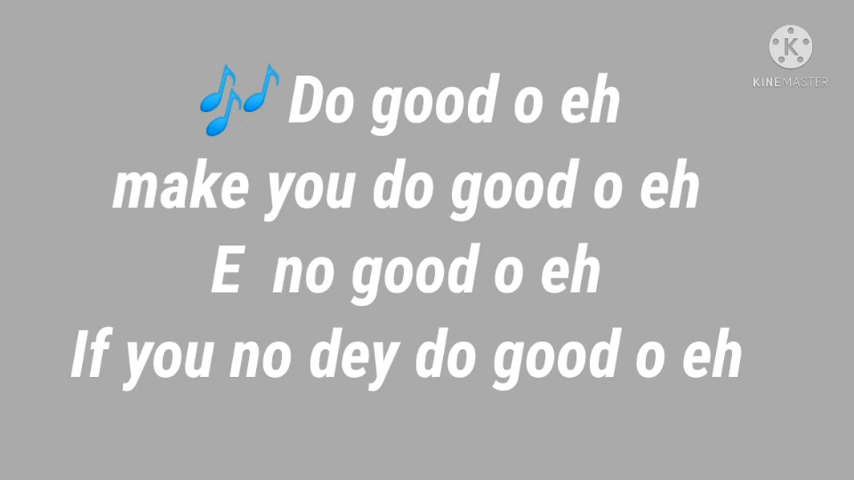 🎶 Do good o eh
make you do good o eh
E no good o eh
If you no dey do good o eh
KINEMASTER